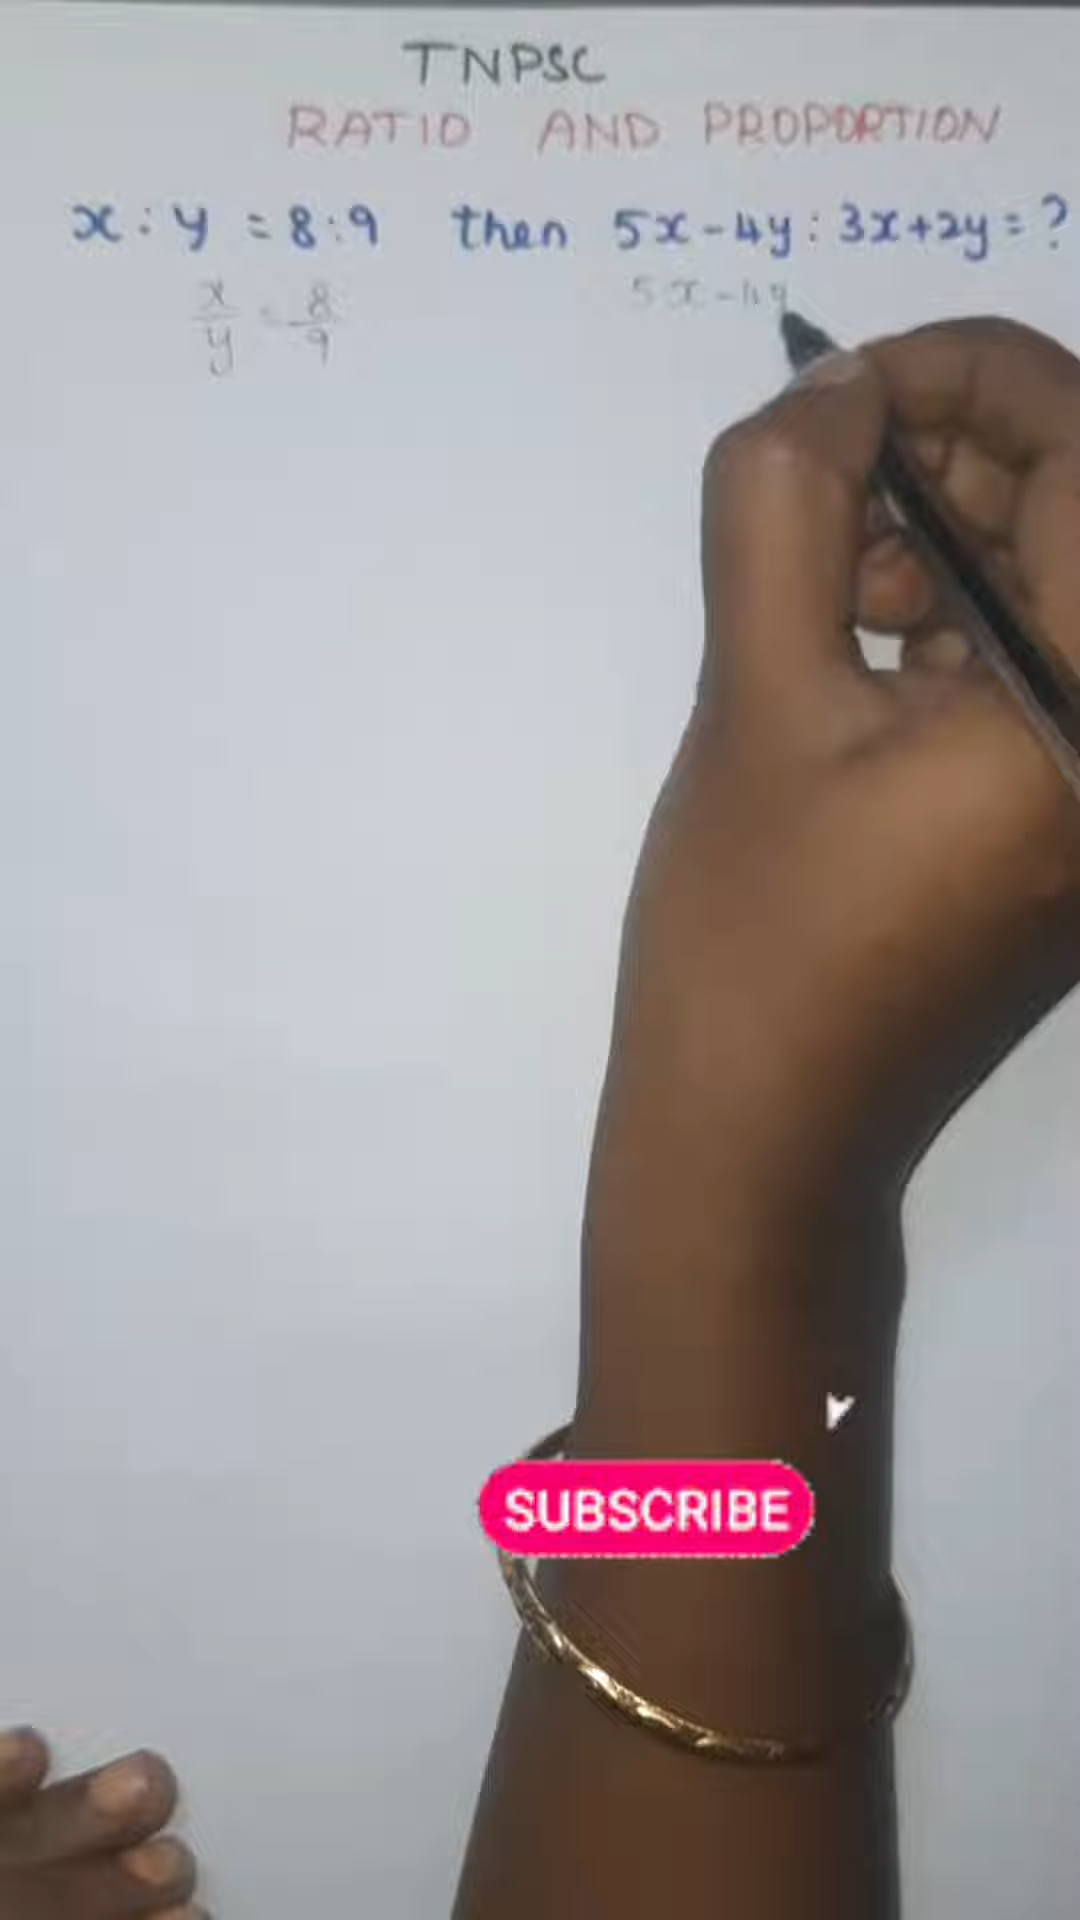 TNPSC
RATIO AND PROPORTION
x : y = 8 : 9 then 5x - 4y : 3x + 2y = ?
x/y = 8/9
5x - 4y
SUBSCRIBE